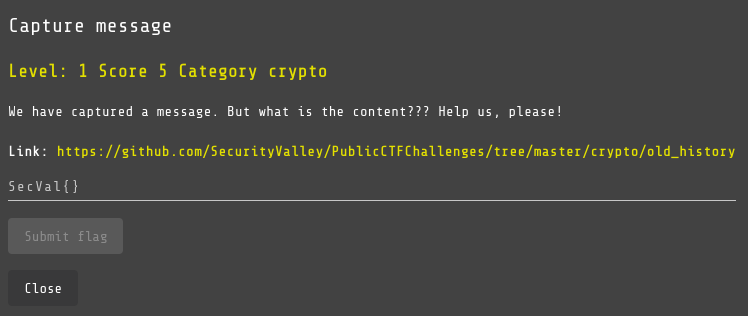 Capture message
Level: 1 Score 5 Category crypto
We have captured a message. But what is the content??? Help us, please!
Link: https://github.com/SecurityValley/PublicCTFChallenges/tree/master/crypto/old_history
SecVal{}
Submit flag
Close